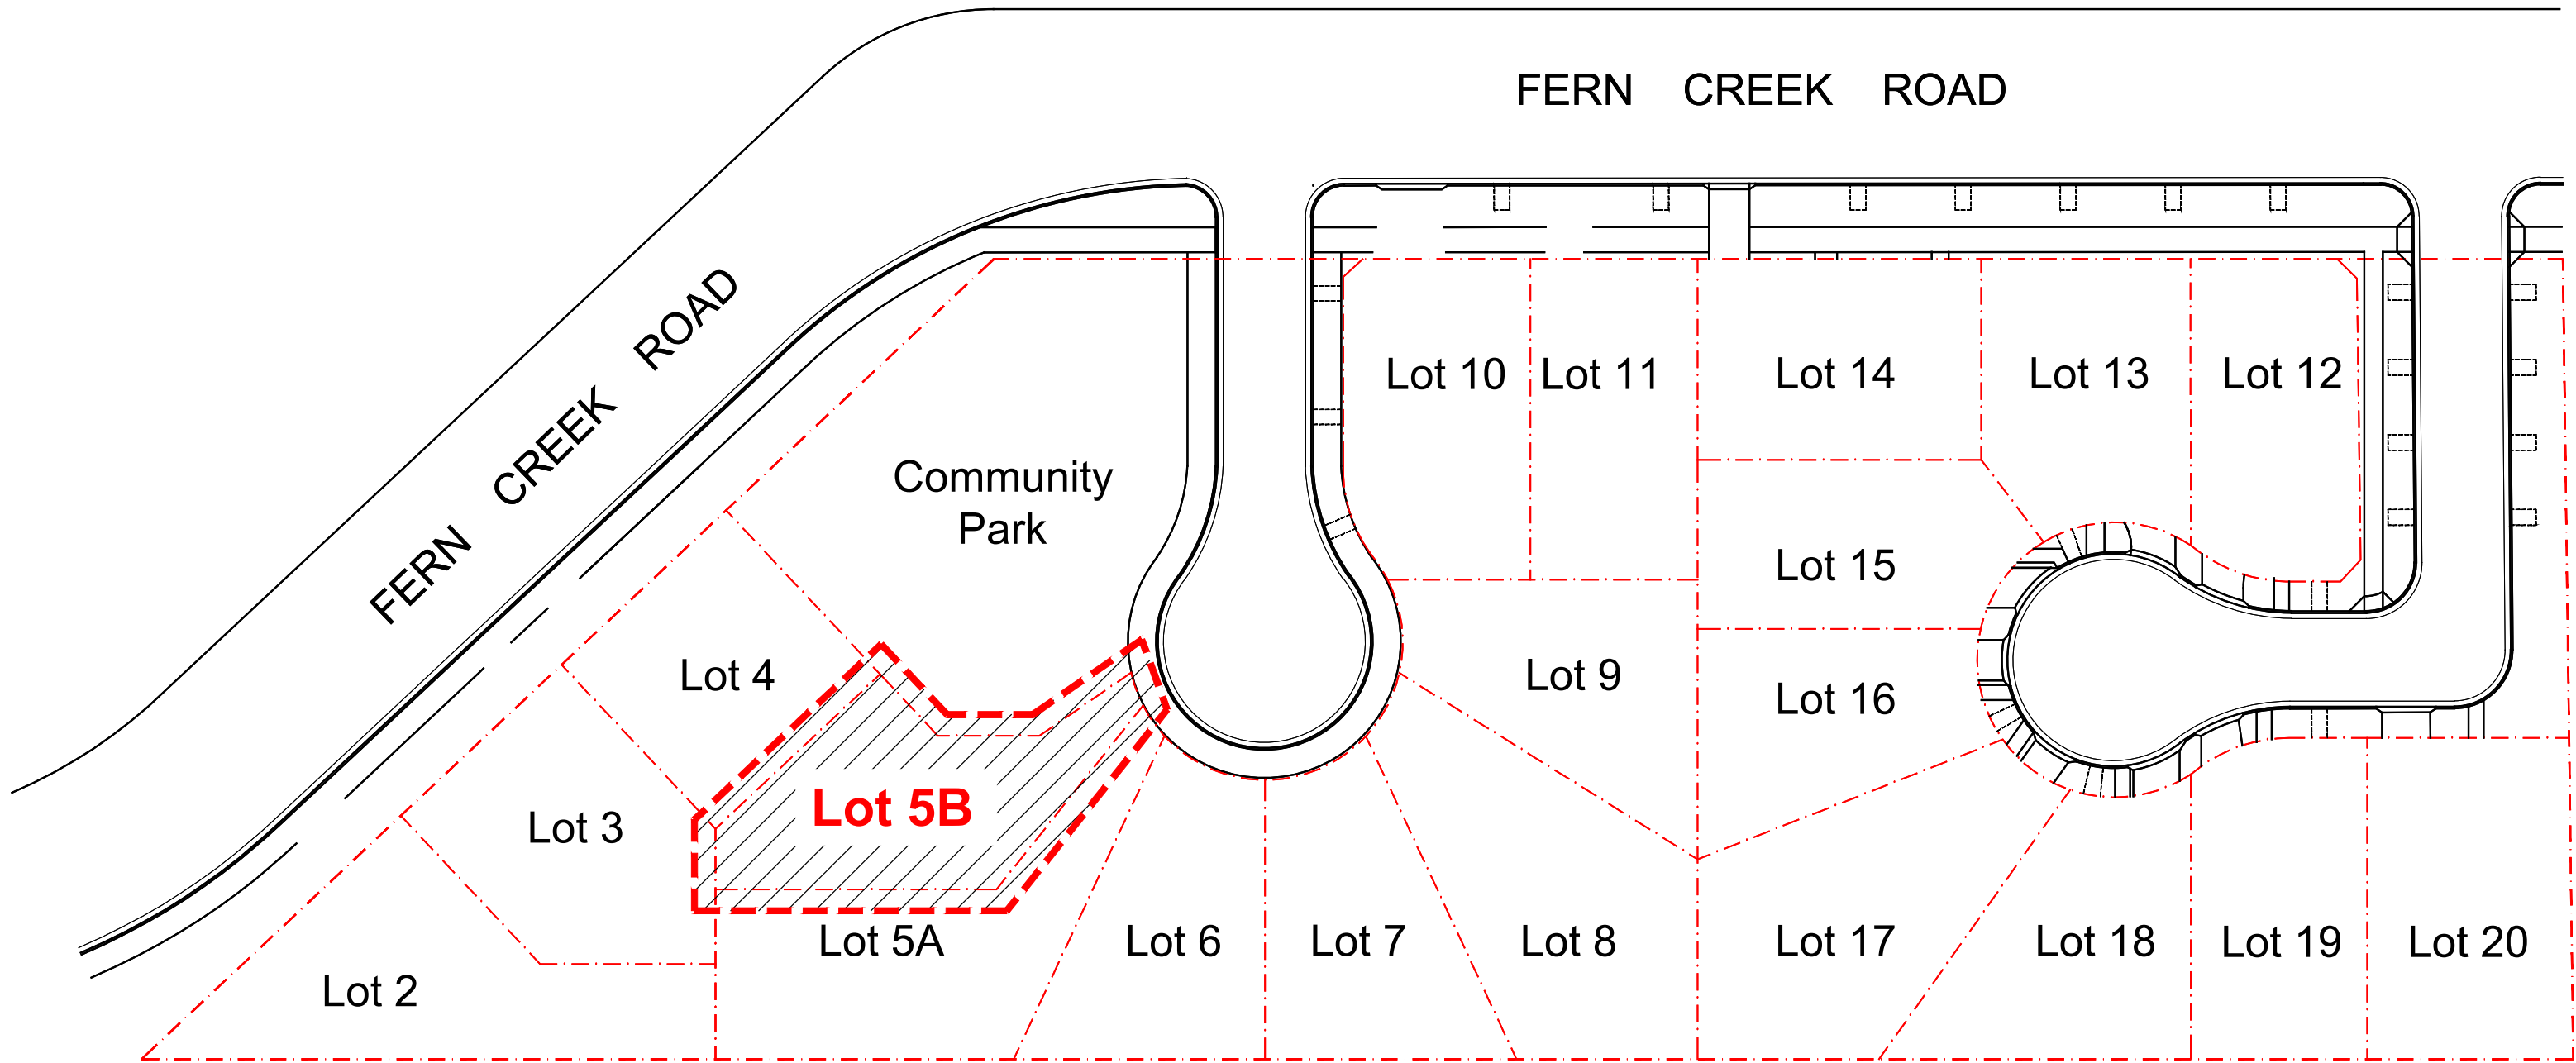 FERN CREEK ROAD
FERN CREEK ROAD
Lot 10
Lot 11
Lot 14
Lot 13
Lot 12
Community
Park
Lot 15
Lot 4
Lot 9
Lot 16
Lot 3
Lot 5B
Lot 5A
Lot 6
Lot 7
Lot 8
Lot 17
Lot 18
Lot 19
Lot 20
Lot 2